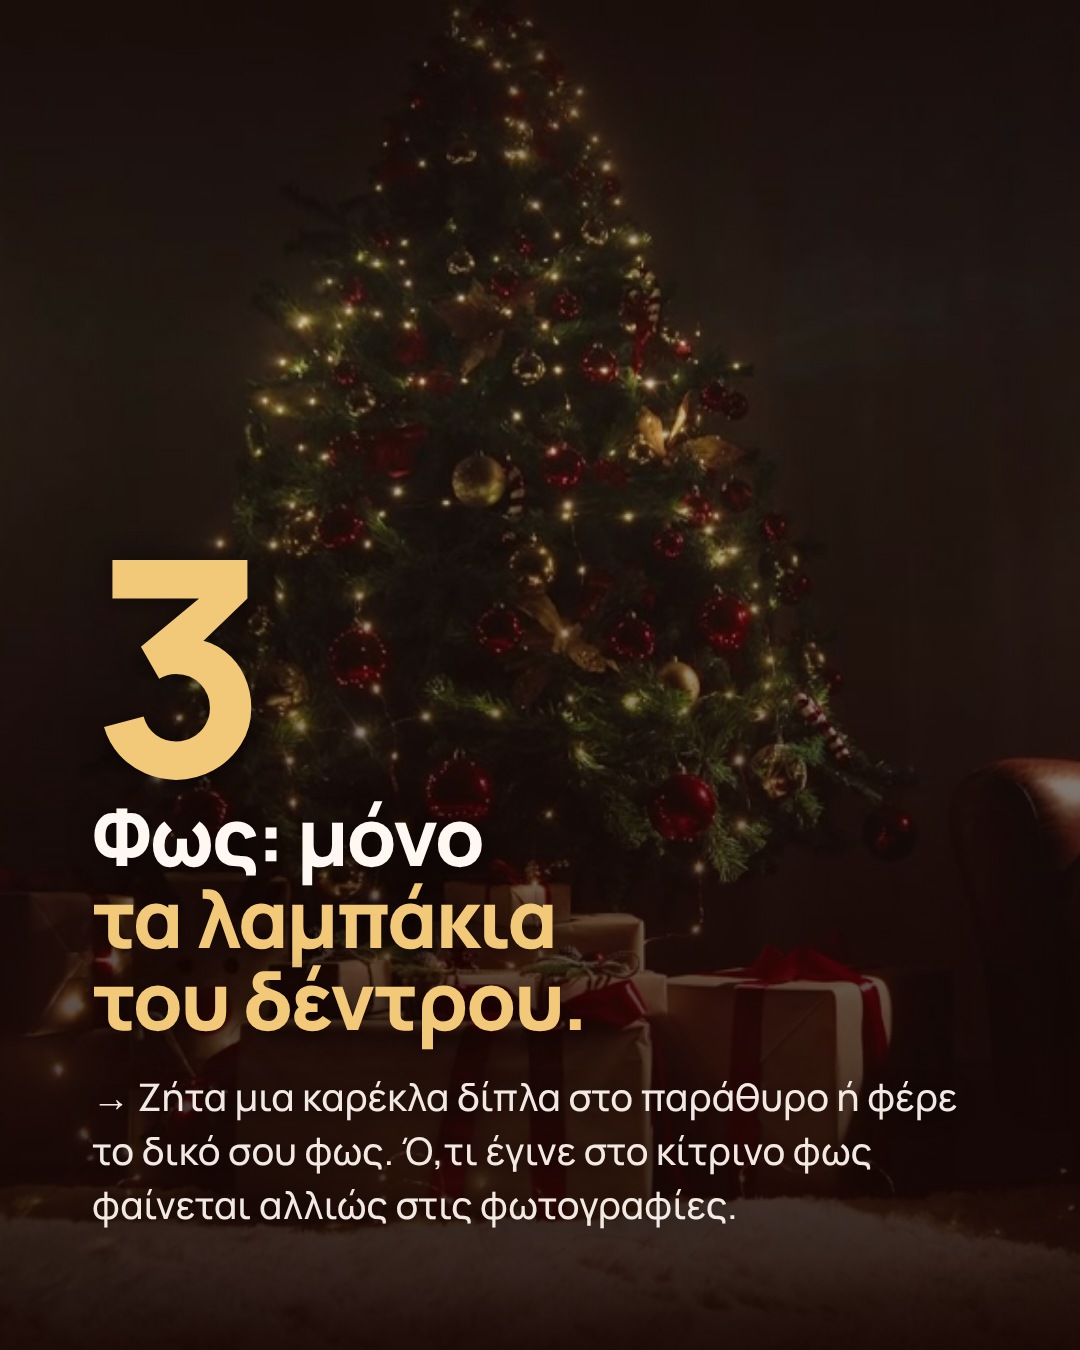 3
Φως: μόνο
τα λαμπάκια
του δέντρου.
→ Ζήτα μια καρέκλα δίπλα στο παράθυρο ή φέρε
το δικό σου φως. Ό,τι έγινε στο κίτρινο φως
φαίνεται αλλιώς στις φωτογραφίες.